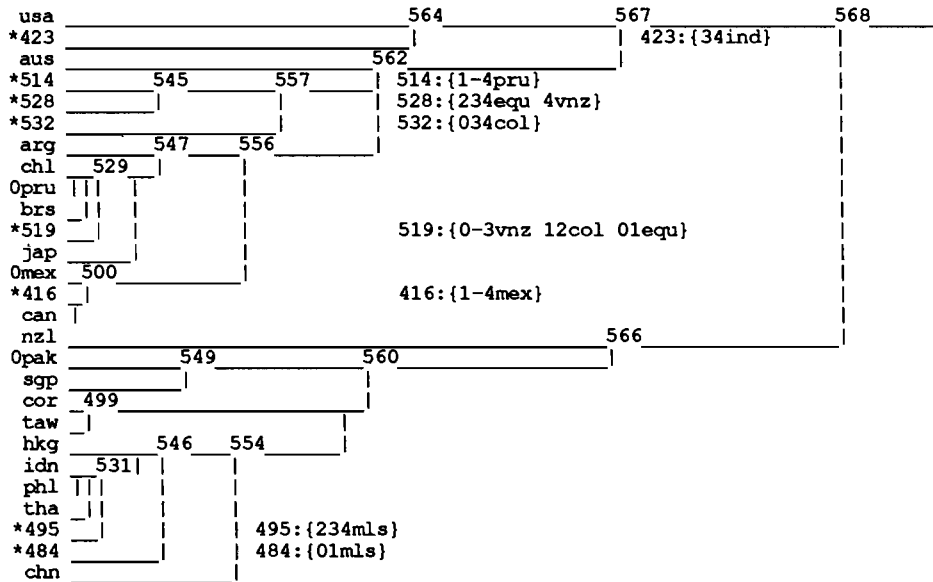 usa 564 567 568
*423 423:{34ind}
aus 562
*514 545 557 514:{1-4pru}
*528 528:{234equ 4vnz}
*532 532:{034col}
arg 547 556
chl 529
0pru
brs
*519 519:{0-3vnz 12col 01equ}
jap
0mex 500
*416 416:{1-4mex}
can
nzl 566
0pak 549 560
sgp
cor 499
taw
hkg 546 554
idn 531
phl
tha
*495 495:{234mls}
*484 484:{01mls}
chn